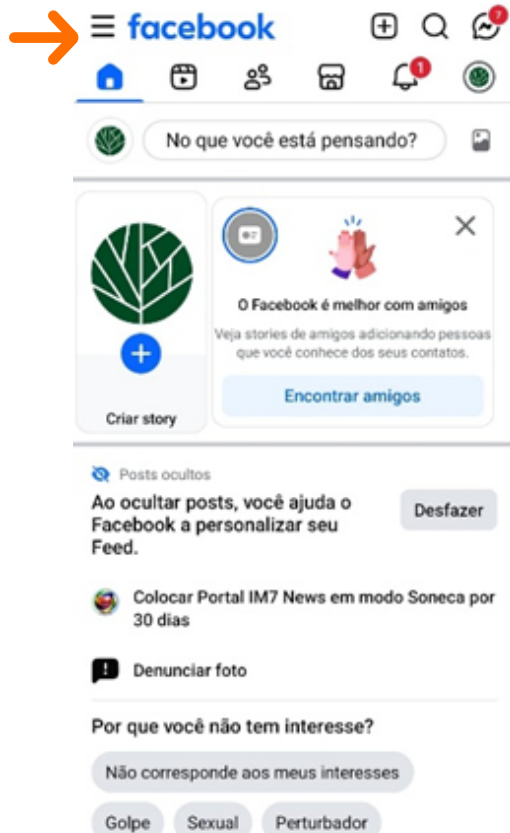 facebook
7
1
No que você está pensando?
O Facebook é melhor com amigos
Veja stories de amigos adicionando pessoas
que você conhece dos seus contatos.
Encontrar amigos
Criar story
Posts ocultos
Ao ocultar posts, você ajuda o
Facebook a personalizar seu
Feed.
Desfazer
Colocar Portal IM7 News em modo Soneca por
30 dias
Denunciar foto
Por que você não tem interesse?
Não corresponde aos meus interesses
Golpe Sexual Perturbador